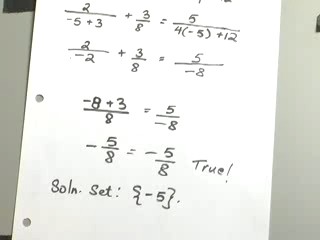 2/(-5+3) + 3/8 = 5/(4(-5)+12)
2/(-2) + 3/8 = 5/(-8)
(-8+3)/8 = 5/(-8)
-5/8 = -5/8 True!
Soln. Set: {-5}.